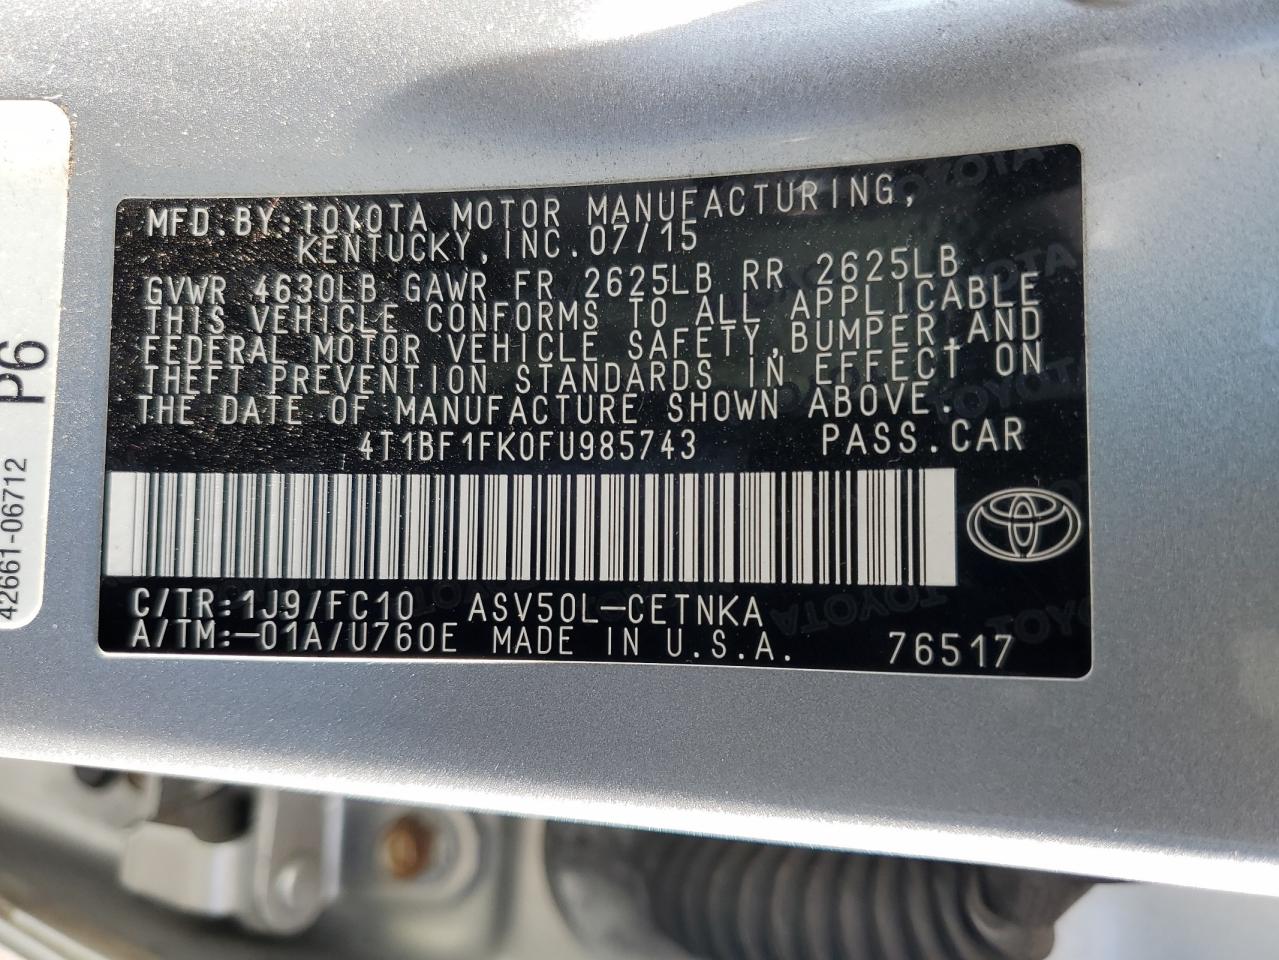 MFD.BY:TOYOTA MOTOR MANUFACTURING,
KENTUCKY, INC.07/15
GVWR 4630LB GAWR FR 2625LB RR 2625LB
THIS VEHICLE CONFORMS TO ALL APPLICABLE
FEDERAL MOTOR VEHICLE SAFETY,BUMPER,AND
THEFT PREVENTION STANDARDS IN EFFECT ON
THE DATE OF MANUFACTURE SHOWN ABOVE.
4T1BF1FK0FU985743 PASS.CAR
C/TR:1J9/FC10 ASV50L-CETNKA
A/TM:-01A/U760E MADE IN U.S.A. 76517
P6
42661-06712